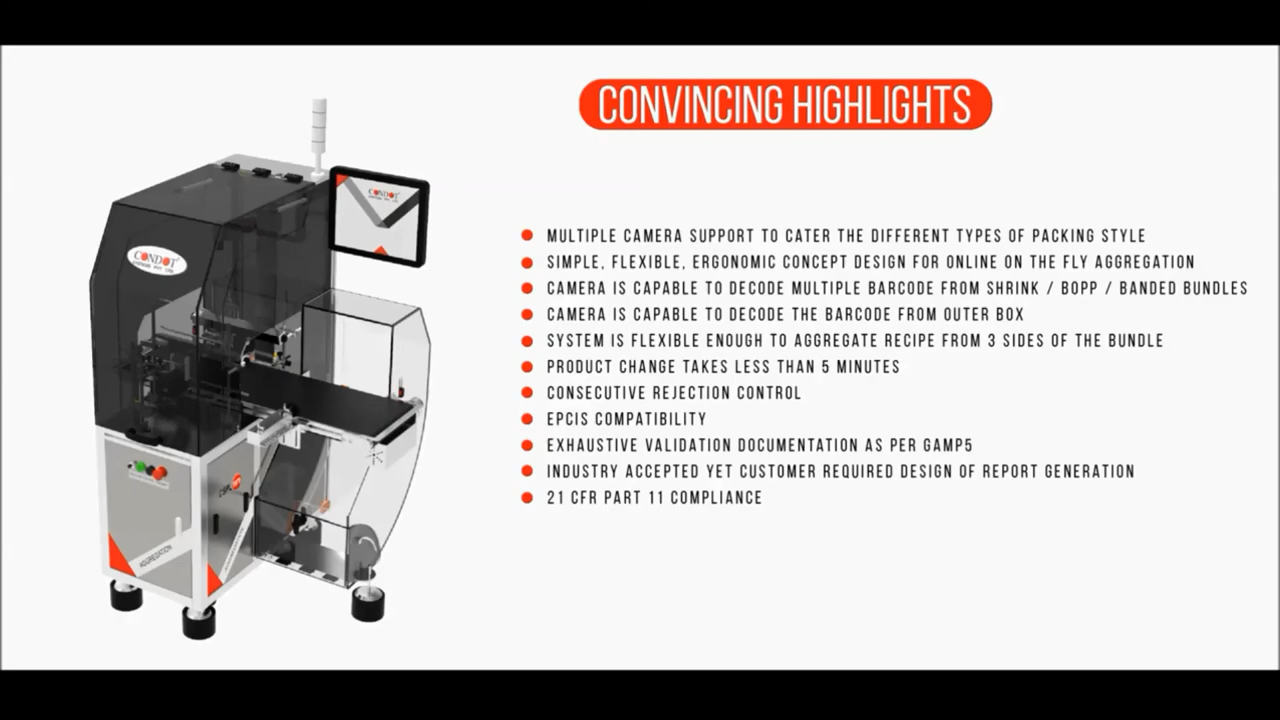 CONVINCING HIGHLIGHTS
CONDOT
CONDOT
MULTIPLE CAMERA SUPPORT TO CATER THE DIFFERENT TYPES OF PACKING STYLE
SIMPLE, FLEXIBLE, ERGONOMIC CONCEPT DESIGN FOR ONLINE ON THE FLY AGGREGATION
CAMERA IS CAPABLE TO DECODE MULTIPLE BARCODE FROM SHRINK / BOPP / BANDED BUNDLES
CAMERA IS CAPABLE TO DECODE THE BARCODE FROM OUTER BOX
SYSTEM IS FLEXIBLE ENOUGH TO AGGREGATE RECIPE FROM 3 SIDES OF THE BUNDLE
PRODUCT CHANGE TAKES LESS THAN 5 MINUTES
CONSECUTIVE REJECTION CONTROL
EPCIS COMPATIBILITY
EXHAUSTIVE VALIDATION DOCUMENTATION AS PER GAMP5
INDUSTRY ACCEPTED YET CUSTOMER REQUIRED DESIGN OF REPORT GENERATION
21 CFR PART 11 COMPLIANCE
AGGREGATION